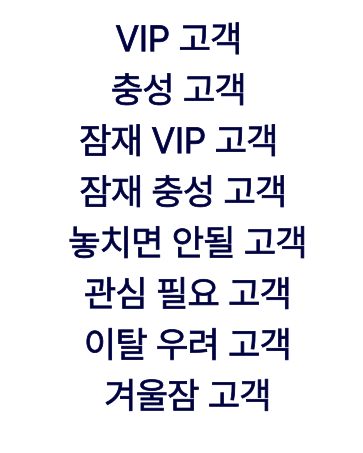 VIP 고객
충성 고객
잠재 VIP 고객
잠재 충성 고객
놓치면 안될 고객
관심 필요 고객
이탈 우려 고객
겨울잠 고객